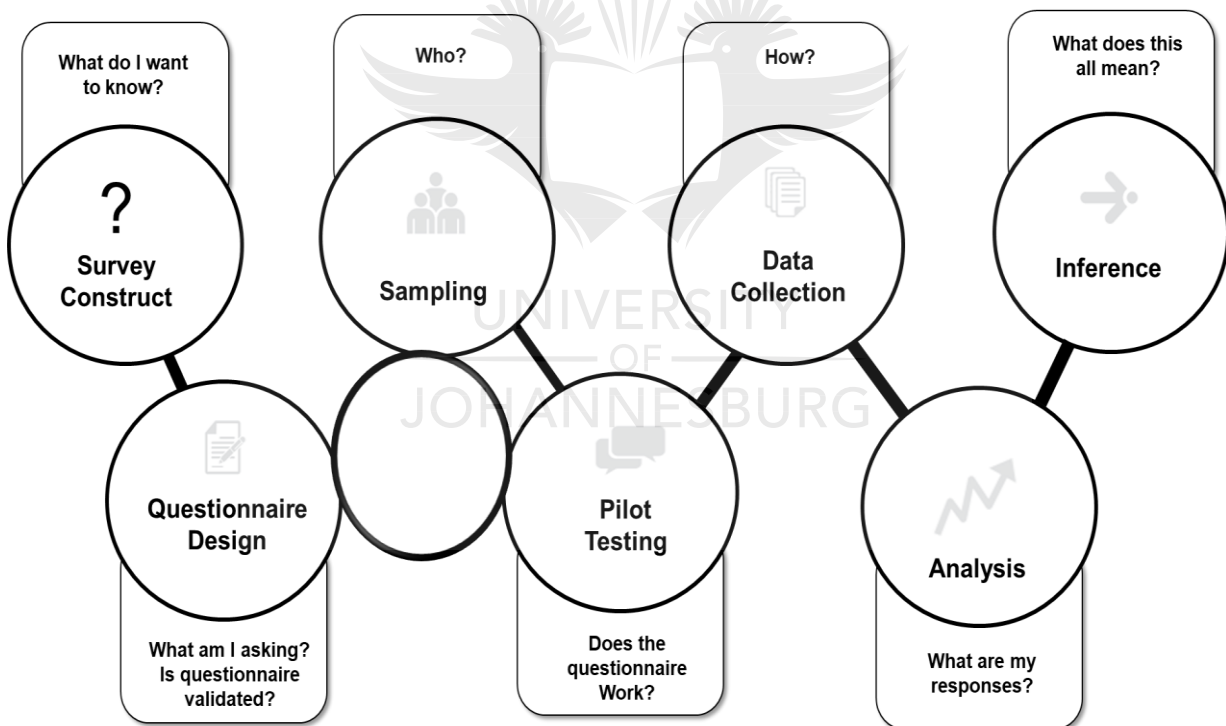 What do I want
to know?
?
Survey
Construct
Questionnaire
Design
What am I asking?
Is questionnaire
validated?
Who?
Sampling
Pilot
Testing
Does the
questionnaire
Work?
How?
Data
Collection
Analysis
What are my
responses?
What does this
all mean?
Inference
UNIVERSITY
OF
JOHANNESBURG